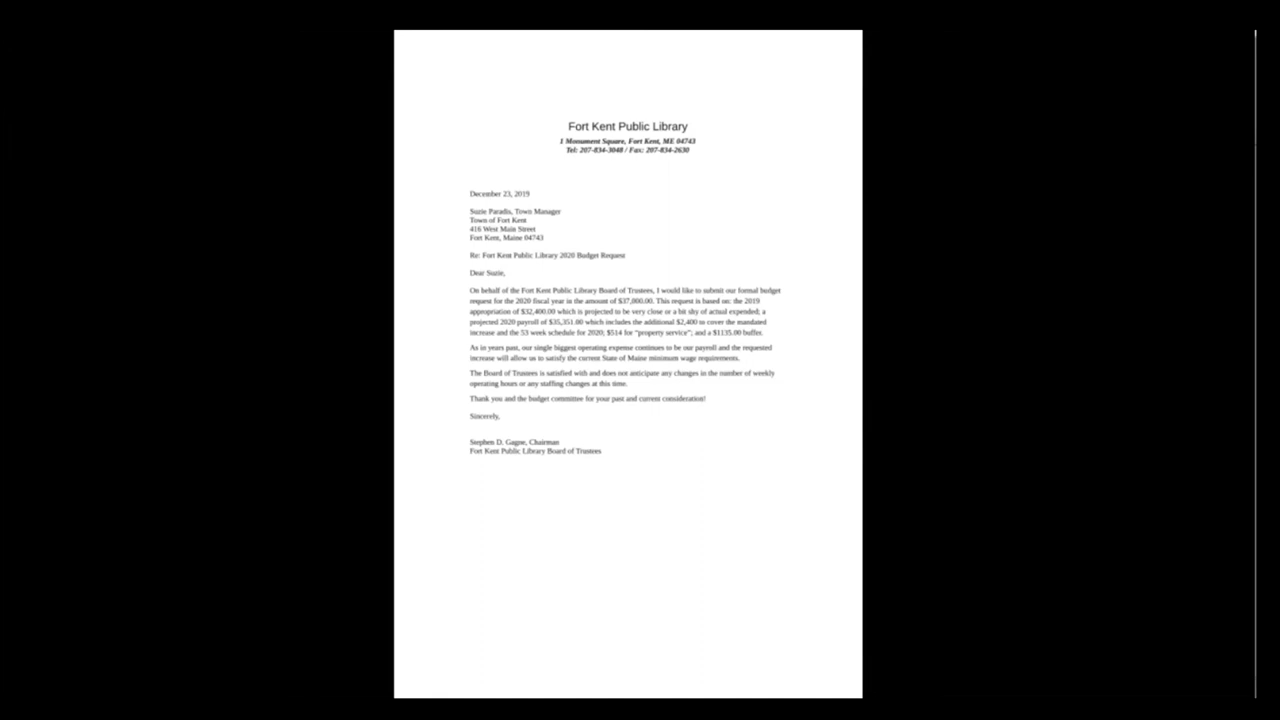 Fort Kent Public Library
1 Monument Square, Fort Kent, ME 04743
Tel: 207-834-3048 / Fax: 207-834-2630
December 23, 2019
Suzie Paradis, Town Manager
Town of Fort Kent
416 West Main Street
Fort Kent, Maine 04743
Re: Fort Kent Public Library 2020 Budget Request
Dear Suzie,
On behalf of the Fort Kent Public Library Board of Trustees, I would like to submit our formal budget
request for the 2020 fiscal year in the amount of $37,000.00. This request is based on: the 2019
appropriation of $32,400.00 which is projected to be very close or a bit shy of actual expended; a
projected 2020 payroll of $35,351.00 which includes the additional $2,400 to cover the mandated
increase and the 53 week schedule for 2020; $514 for “property service”; and a $1135.00 buffer.
As in years past, our single biggest operating expense continues to be our payroll and the requested
increase will allow us to satisfy the current State of Maine minimum wage requirements.
The Board of Trustees is satisfied with and does not anticipate any changes in the number of weekly
operating hours or any staffing changes at this time.
Thank you and the budget committee for your past and current consideration!
Sincerely,
Stephen D. Gagne, Chairman
Fort Kent Public Library Board of Trustees